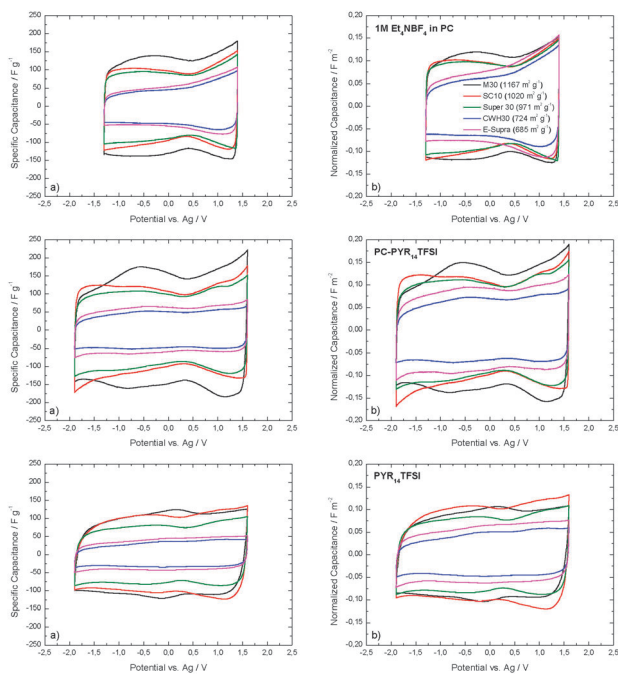 250
200
150
100
50
0
-50
-100
-150
-200
-250
Specific Capacitance / F g⁻¹
a)
-2,5 -2,0 -1,5 -1,0 -0,5 0,0 0,5 1,0 1,5 2,0 2,5
Potential vs. Ag / V
0,20
0,15
0,10
0,05
0,00
-0,05
-0,10
-0,15
-0,20
Normalized Capacitance / F m⁻²
1M Et₄NBF₄ in PC
M30 (1167 m² g⁻¹)
SC10 (1020 m² g⁻¹)
Super 30 (971 m² g⁻¹)
CWH30 (724 m² g⁻¹)
E-Supra (685 m² g⁻¹)
b)
-2,5 -2,0 -1,5 -1,0 -0,5 0,0 0,5 1,0 1,5 2,0 2,5
Potential vs. Ag / V
250
200
150
100
50
0
-50
-100
-150
-200
-250
Specific Capacitance / F g⁻¹
a)
-2,5 -2,0 -1,5 -1,0 -0,5 0,0 0,5 1,0 1,5 2,0 2,5
Potential vs. Ag / V
0,20
0,15
0,10
0,05
0,00
-0,05
-0,10
-0,15
-0,20
Normalized Capacitance / F m⁻²
PC-PYR₁₄TFSI
b)
-2,5 -2,0 -1,5 -1,0 -0,5 0,0 0,5 1,0 1,5 2,0 2,5
Potential vs. Ag / V
250
200
150
100
50
0
-50
-100
-150
-200
-250
Specific Capacitance / F g⁻¹
a)
-2,5 -2,0 -1,5 -1,0 -0,5 0,0 0,5 1,0 1,5 2,0 2,5
Potential vs. Ag / V
0,20
0,15
0,10
0,05
0,00
-0,05
-0,10
-0,15
-0,20
Normalized Capacitance / F m⁻²
PYR₁₄TFSI
b)
-2,5 -2,0 -1,5 -1,0 -0,5 0,0 0,5 1,0 1,5 2,0 2,5
Potential vs. Ag / V